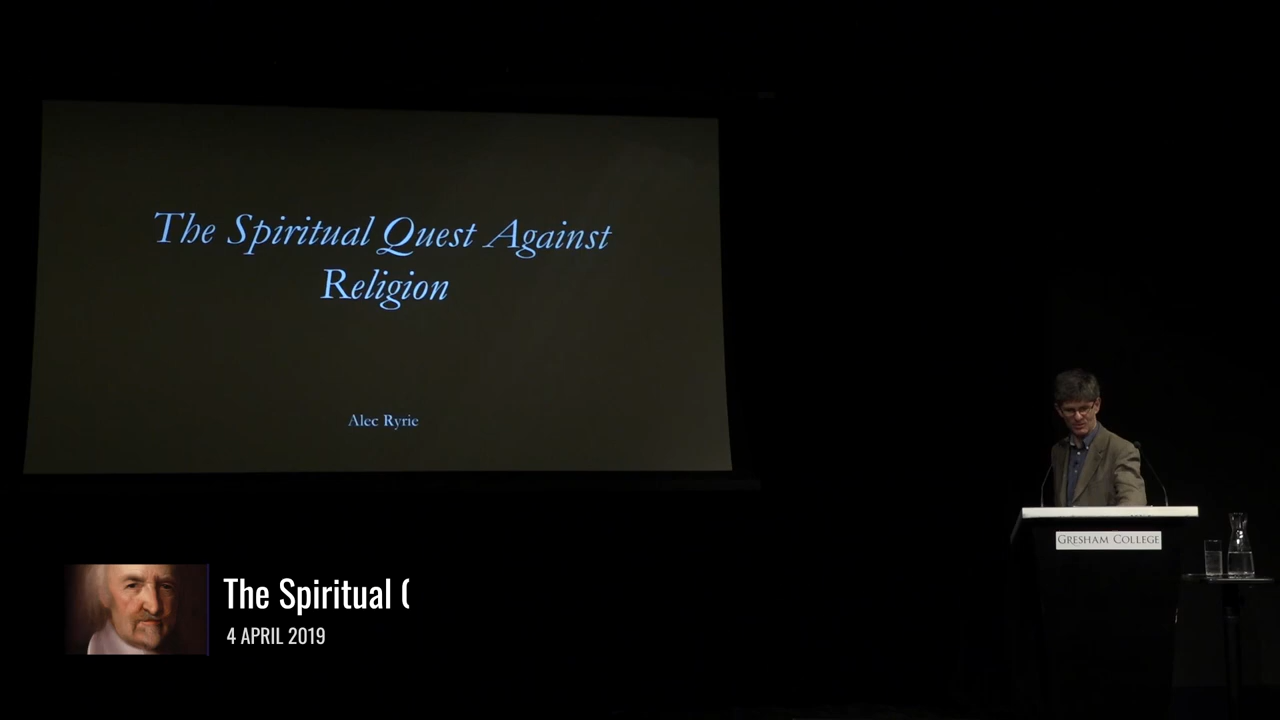 The Spiritual Quest Against
Religion
Alec Ryrie
GRESHAM COLLEGE
The Spiritual
4 APRIL 2019